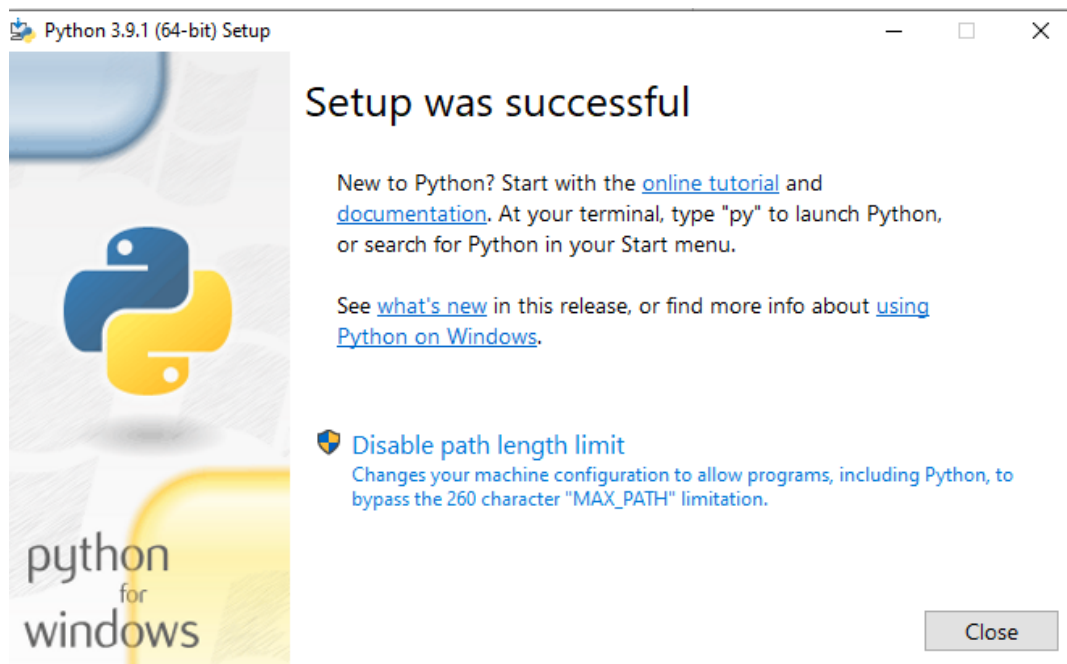 Python 3.9.1 (64-bit) Setup
Setup was successful
New to Python? Start with the online tutorial and
documentation. At your terminal, type "py" to launch Python,
or search for Python in your Start menu.
See what's new in this release, or find more info about using
Python on Windows.
Disable path length limit
Changes your machine configuration to allow programs, including Python, to
bypass the 260 character "MAX_PATH" limitation.
python
for
windows
Close